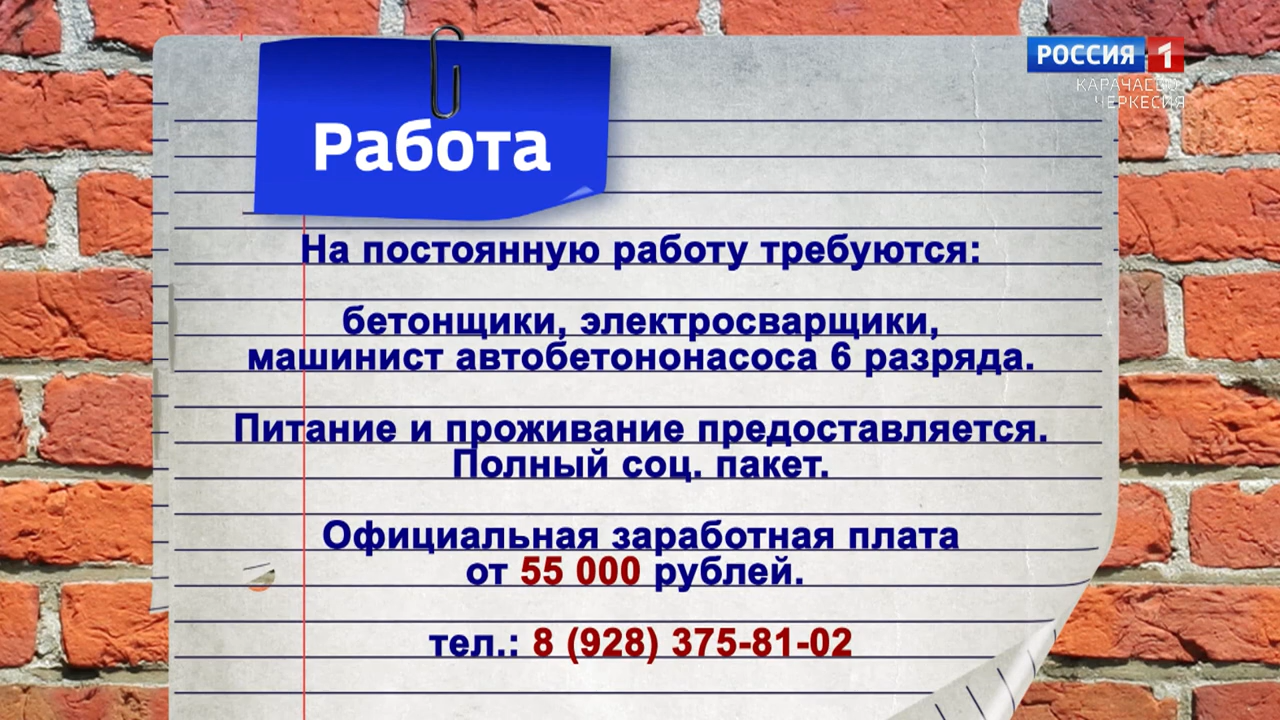 РОССИЯ 1
КАРАЧАЕВО-
ЧЕРКЕСИЯ
Работа
На постоянную работу требуются:
бетонщики, электросварщики,
машинист автобетононасоса 6 разряда.
Питание и проживание предоставляется.
Полный соц. пакет.
Официальная заработная плата
от 55 000 рублей.
тел.: 8 (928) 375-81-02